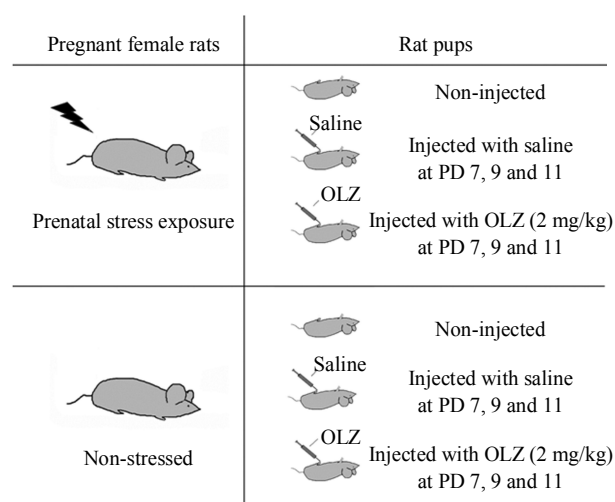 Pregnant female rats
Rat pups
Non-injected
Saline
Injected with saline
at PD 7, 9 and 11
OLZ
Injected with OLZ (2 mg/kg)
at PD 7, 9 and 11
Prenatal stress exposure
Non-injected
Saline
Injected with saline
at PD 7, 9 and 11
OLZ
Injected with OLZ (2 mg/kg)
at PD 7, 9 and 11
Non-stressed